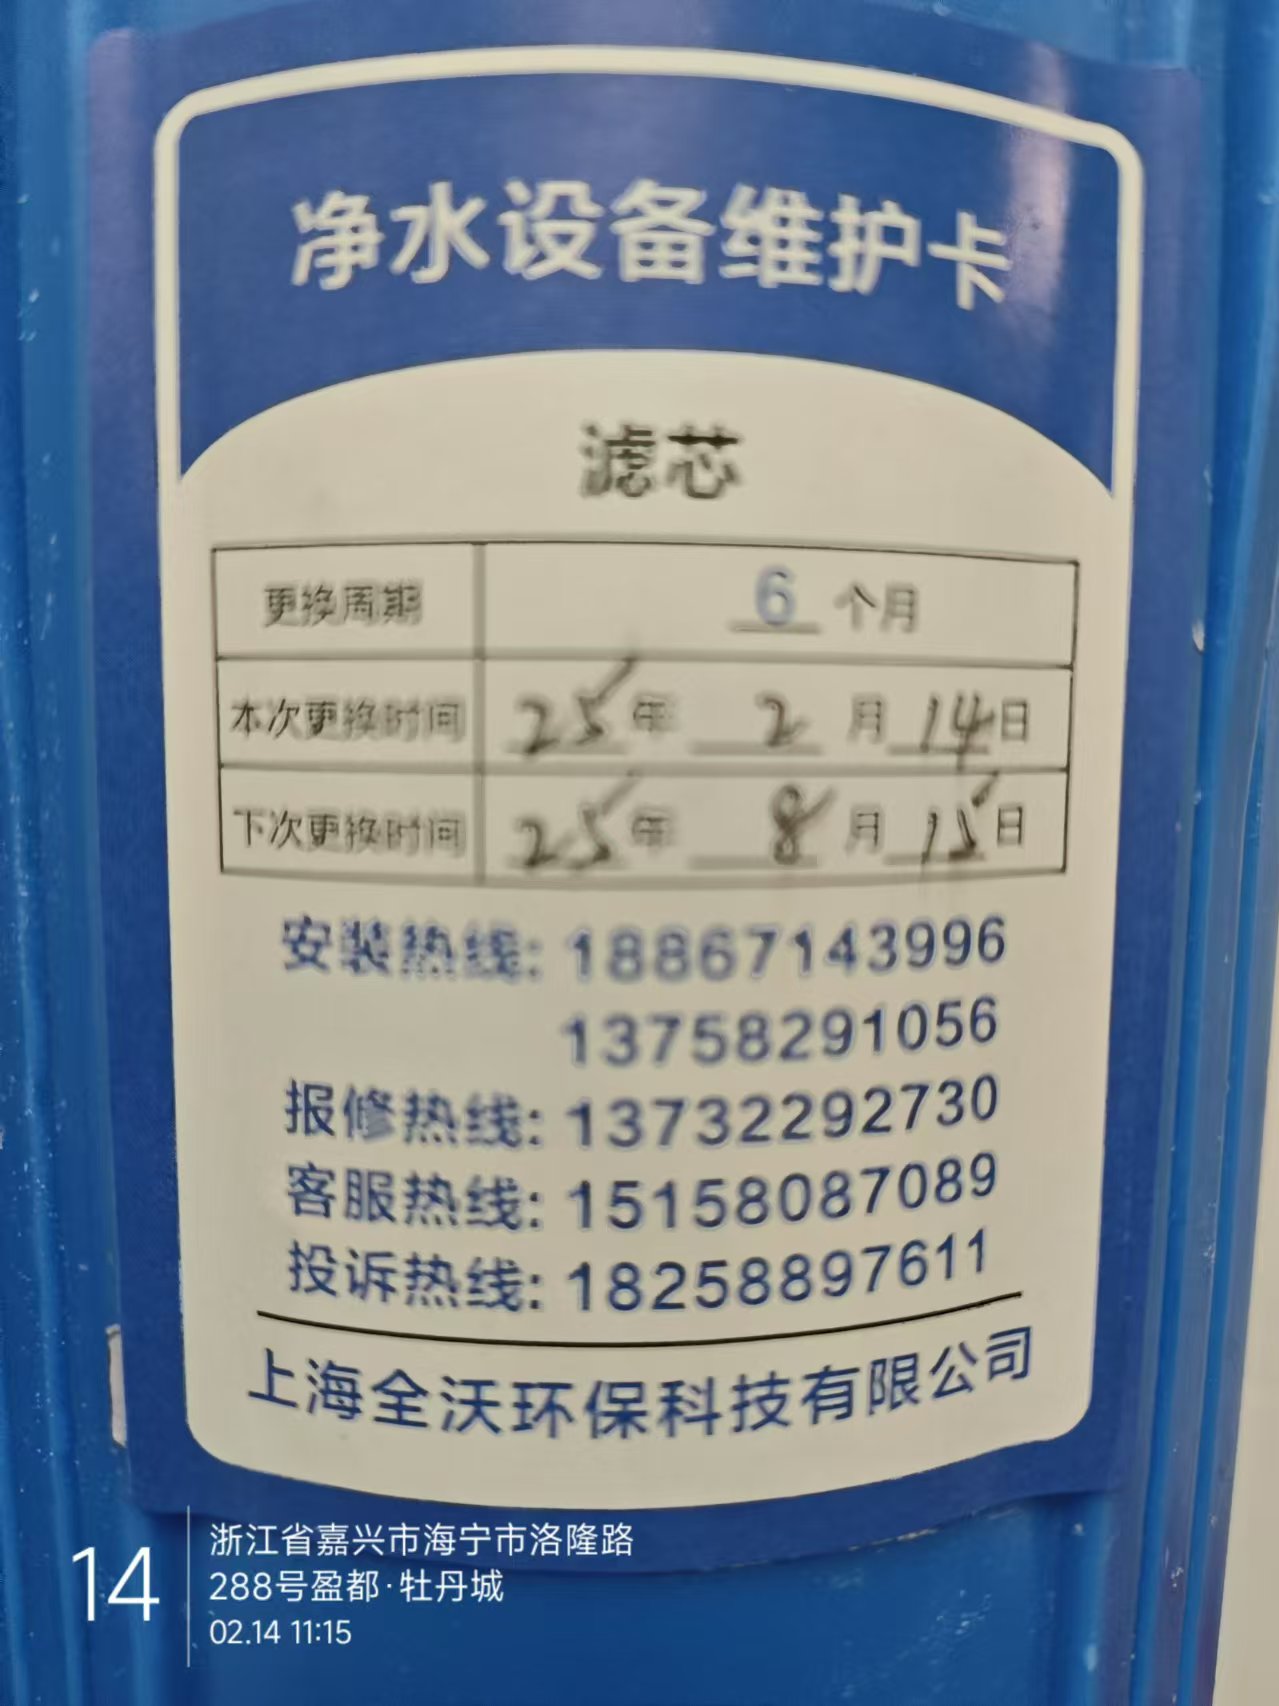 净水设备维护卡
滤芯
更换周期 6 个月
本次更换时间 25年 2 月 14日
下次更换时间 25年 8 月 15日
安装热线: 18867143996
13758291056
报修热线: 13732292730
客服热线: 15158087089
投诉热线: 18258897611
上海全沃环保科技有限公司
14
浙江省嘉兴市海宁市洛隆路
288号盈都·牡丹城
02.14 11:15